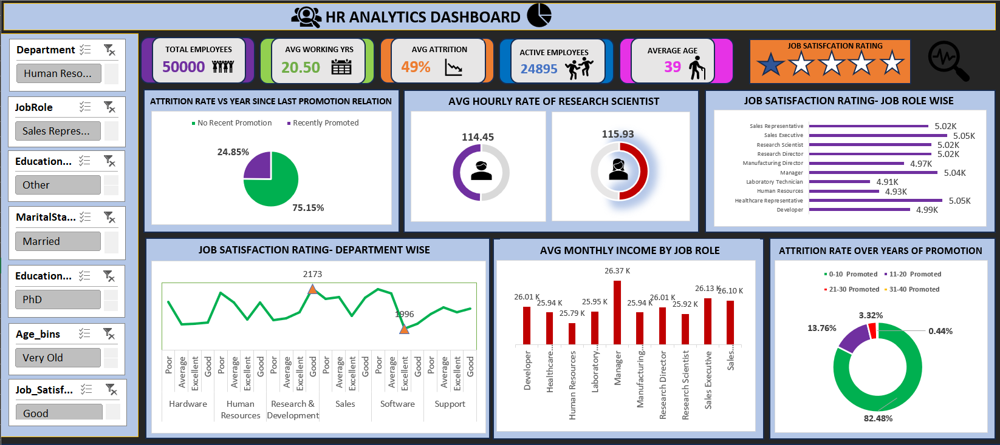 HR ANALYTICS DASHBOARD
Department
Human Reso...
JobRole
Sales Repres...
Education...
Other
MaritalSta...
Married
Education...
PhD
Age_bins
Very Old
Job_Satisf...
Good
TOTAL EMPLOYEES
50000
AVG WORKING YRS
20.50
AVG ATTRITION
49%
ACTIVE EMPLOYEES
24895
AVERAGE AGE
39
JOB SATISFCATION RATING
ATTRITION RATE VS YEAR SINCE LAST PROMOTION RELATION
No Recent Promotion
Recently Promoted
24.85%
75.15%
AVG HOURLY RATE OF RESEARCH SCIENTIST
114.45
115.93
JOB SATISFACTION RATING- JOB ROLE WISE
Sales Representative 5.02K
Sales Executive 5.05K
Research Scientist 5.02K
Research Director 5.02K
Manufacturing Director 4.97K
Manager 5.04K
Laboratory Technician 4.91K
Human Resources 4.93K
Healthcare Representative 5.05K
Developer 4.99K
JOB SATISFACTION RATING- DEPARTMENT WISE
2173
1996
Poor Average Excellent Good Poor Average Excellent Good Poor Average Excellent Good Poor Average Excellent Good Poor Average Excellent Good Poor Average Excellent Good
Hardware
Human
Resources
Research &
Development
Sales
Software
Support
AVG MONTHLY INCOME BY JOB ROLE
26.01 K
25.94 K
25.79 K
25.95 K
26.37 K
25.94 K
26.01 K
25.92 K
26.13 K
26.10 K
Developer
Healthcare...
Human Resources
Laboratory...
Manager
Manufacturing...
Research Director
Research Scientist
Sales Executive
Sales...
ATTRITION RATE OVER YEARS OF PROMOTION
0-10 Promoted
11-20 Promoted
21-30 Promoted
31-40 Promoted
3.32%
13.76%
0.44%
82.48%